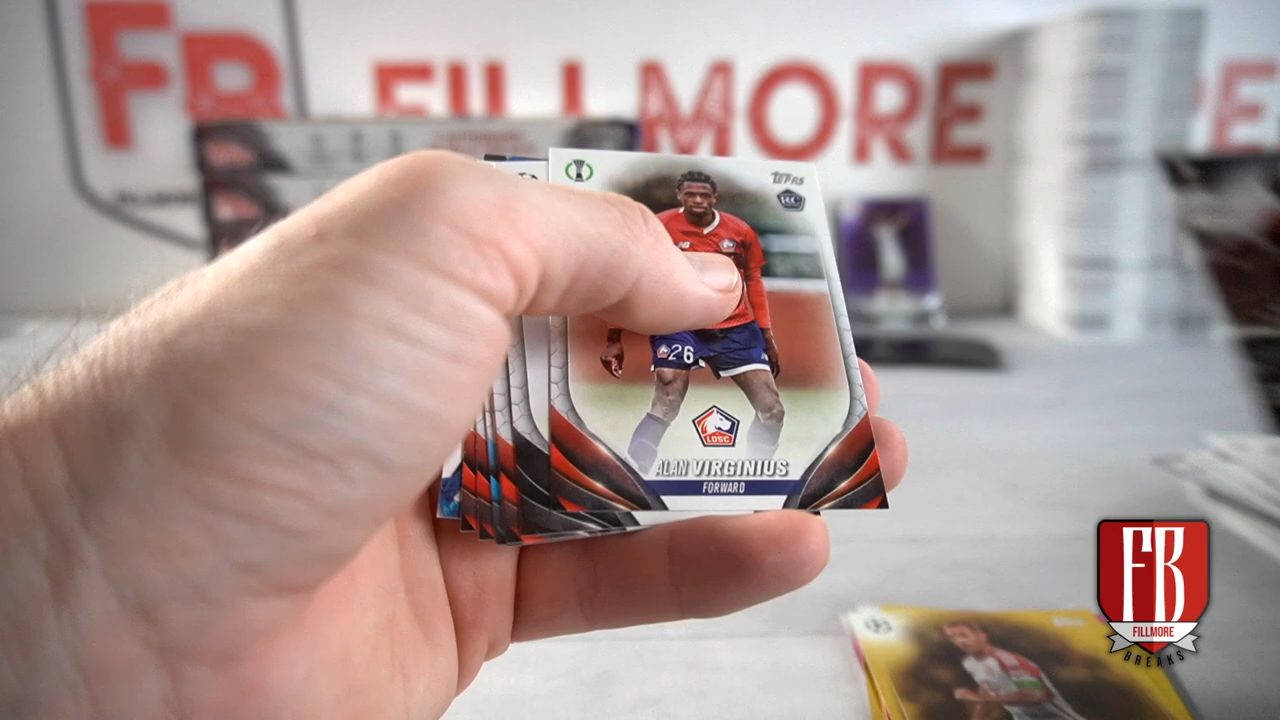 FB FILLMORE
TOPPS
RC
26
LOSC
ALAN VIRGINIUS
FORWARD
FB
FILLMORE
BREAKS